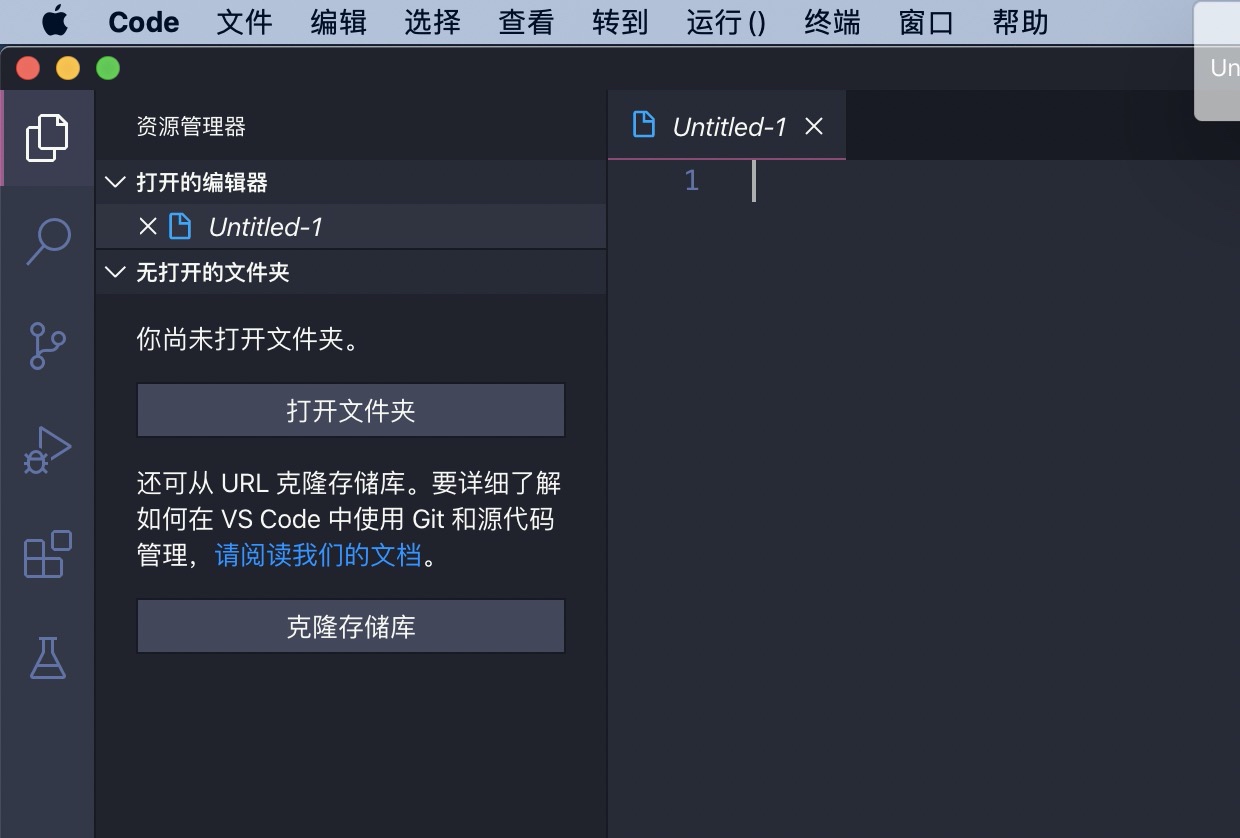 Code 文件 编辑 选择 查看 转到 运行 () 终端 窗口 帮助
Un
资源管理器
Untitled-1
打开的编辑器
Untitled-1
无打开的文件夹
你尚未打开文件夹。
打开文件夹
还可从 URL 克隆存储库。要详细了解
如何在 VS Code 中使用 Git 和源代码
管理，请阅读我们的文档。
克隆存储库
1